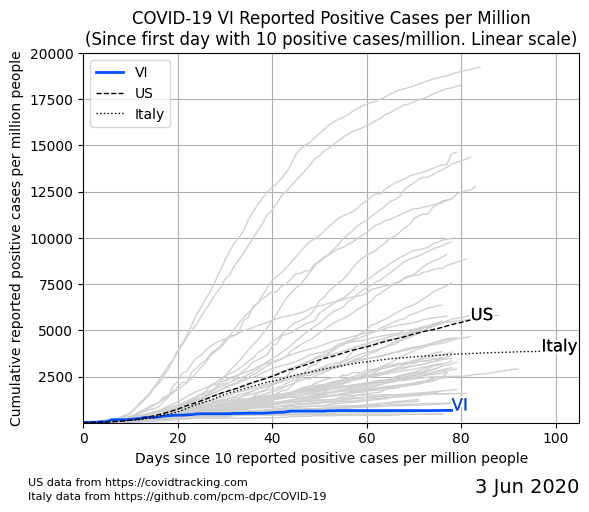 COVID-19 VI Reported Positive Cases per Million
(Since first day with 10 positive cases/million. Linear scale)
Cumulative reported positive cases per million people
20000
17500
15000
12500
10000
7500
5000
2500
VI
US
Italy
US
Italy
VI
0 20 40 60 80 100
Days since 10 reported positive cases per million people
US data from https://covidtracking.com
Italy data from https://github.com/pcm-dpc/COVID-19
3 Jun 2020